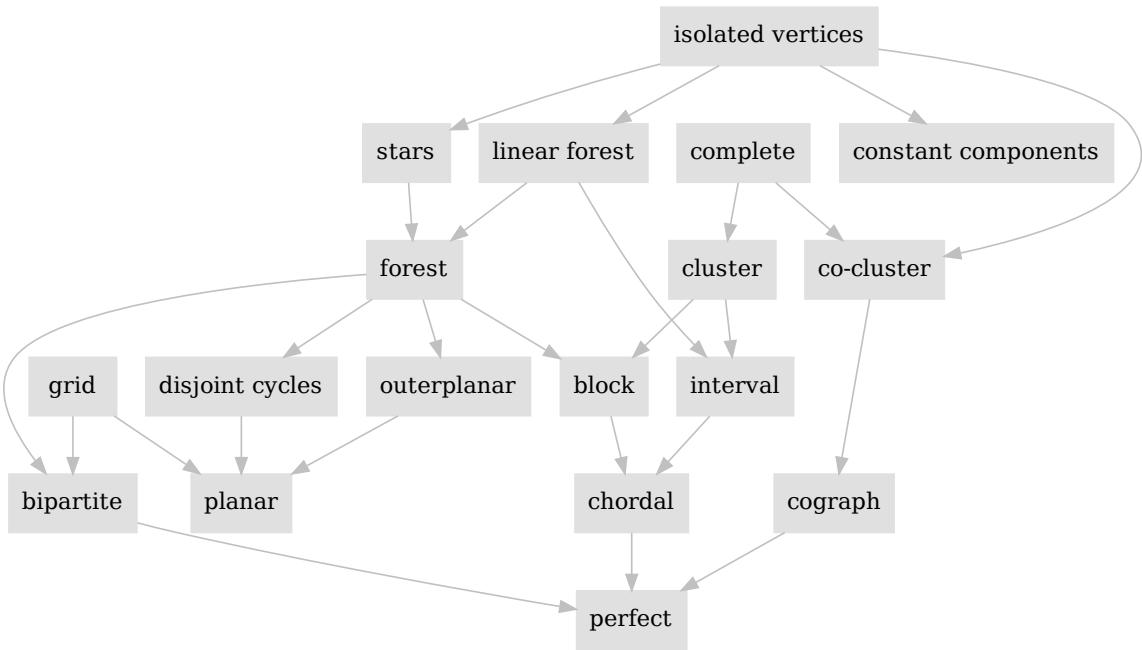 isolated vertices
stars
linear forest
complete
constant components
forest
cluster
co-cluster
grid
disjoint cycles
outerplanar
block
interval
bipartite
planar
chordal
cograph
perfect